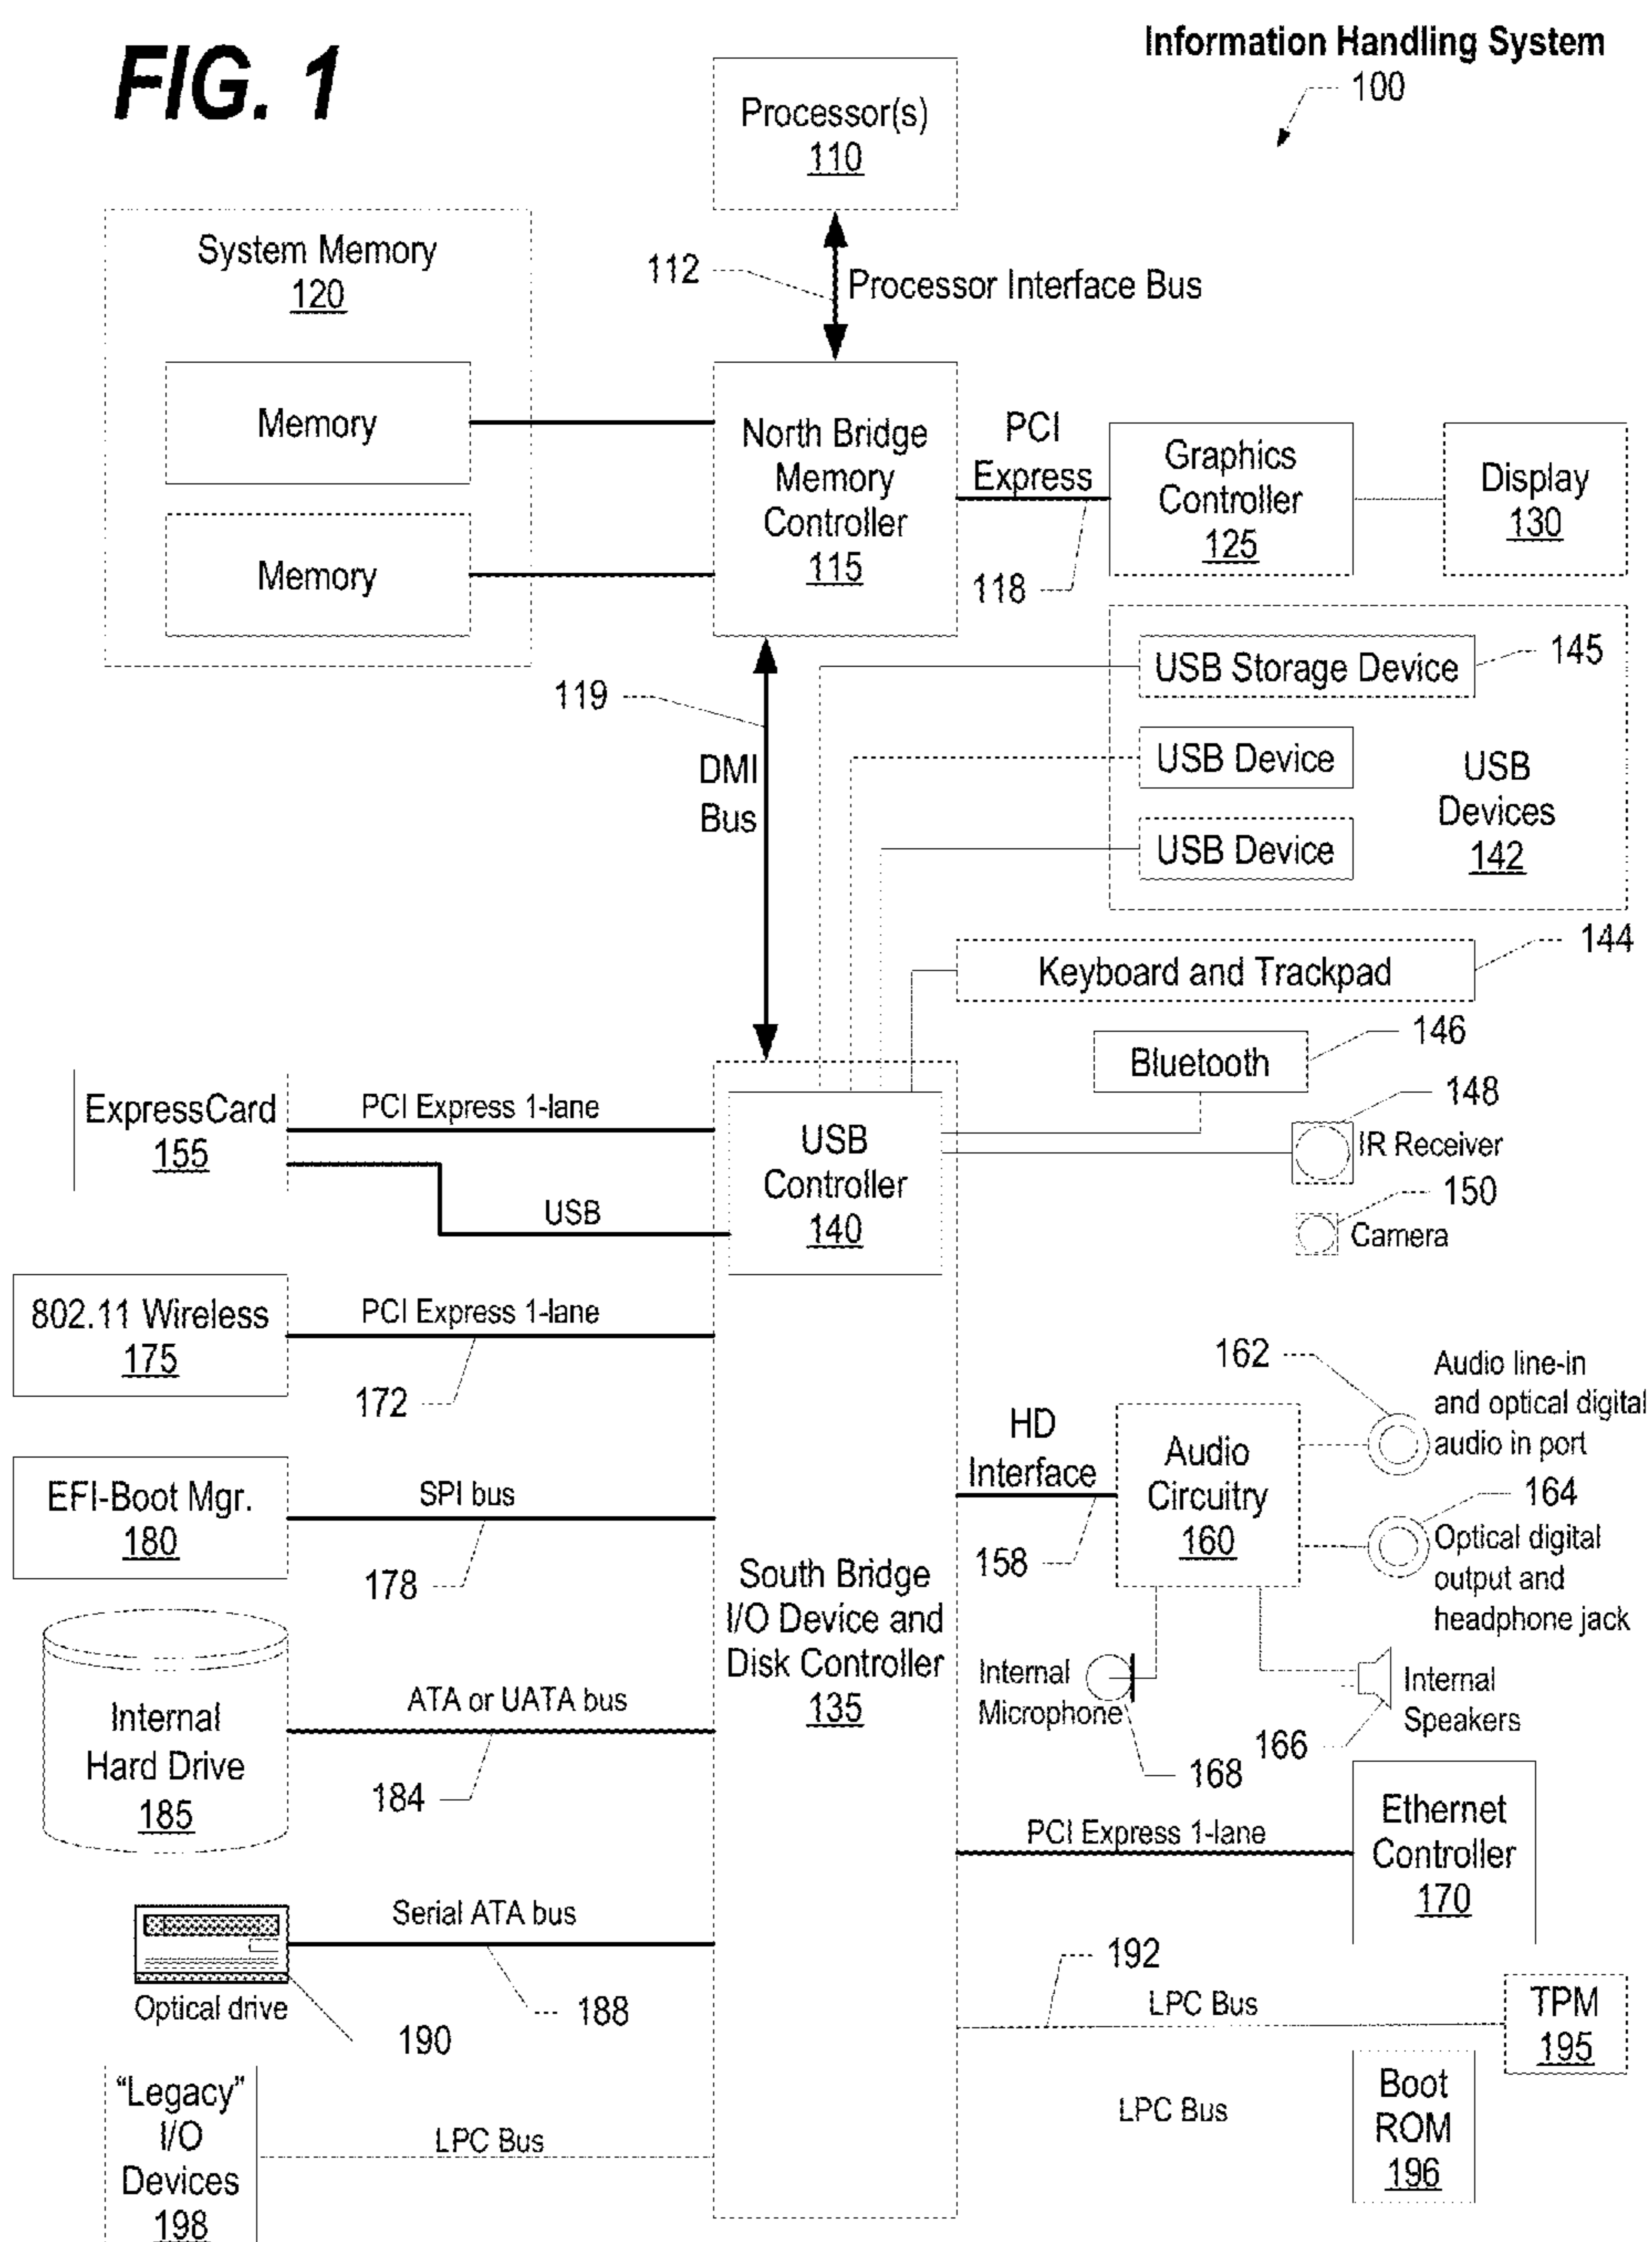 FIG. 1
Information Handling System
100
Processor(s)
110
System Memory
120
112
Processor Interface Bus
Memory
Memory
North Bridge
Memory
Controller
115
PCI
Express
118
Graphics
Controller
125
Display
130
119
DMI
Bus
USB Storage Device
145
USB Device
USB Device
USB
Devices
142
144
Keyboard and Trackpad
146
Bluetooth
148
IR Receiver
150
Camera
ExpressCard
155
PCI Express 1-lane
USB
USB
Controller
140
802.11 Wireless
175
PCI Express 1-lane
172
162
Audio line-in
and optical digital
audio in port
HD
Interface
158
Audio
Circuitry
160
164
Optical digital
output and
headphone jack
EFI-Boot Mgr.
180
SPI bus
178
South Bridge
I/O Device and
Disk Controller
135
Internal
Microphone
168
Internal
Speakers
166
Internal
Hard Drive
185
ATA or UATA bus
184
PCI Express 1-lane
Ethernet
Controller
170
Serial ATA bus
188
Optical drive
190
192
LPC Bus
TPM
195
LPC Bus
Boot
ROM
196
"Legacy"
I/O
Devices
198
LPC Bus